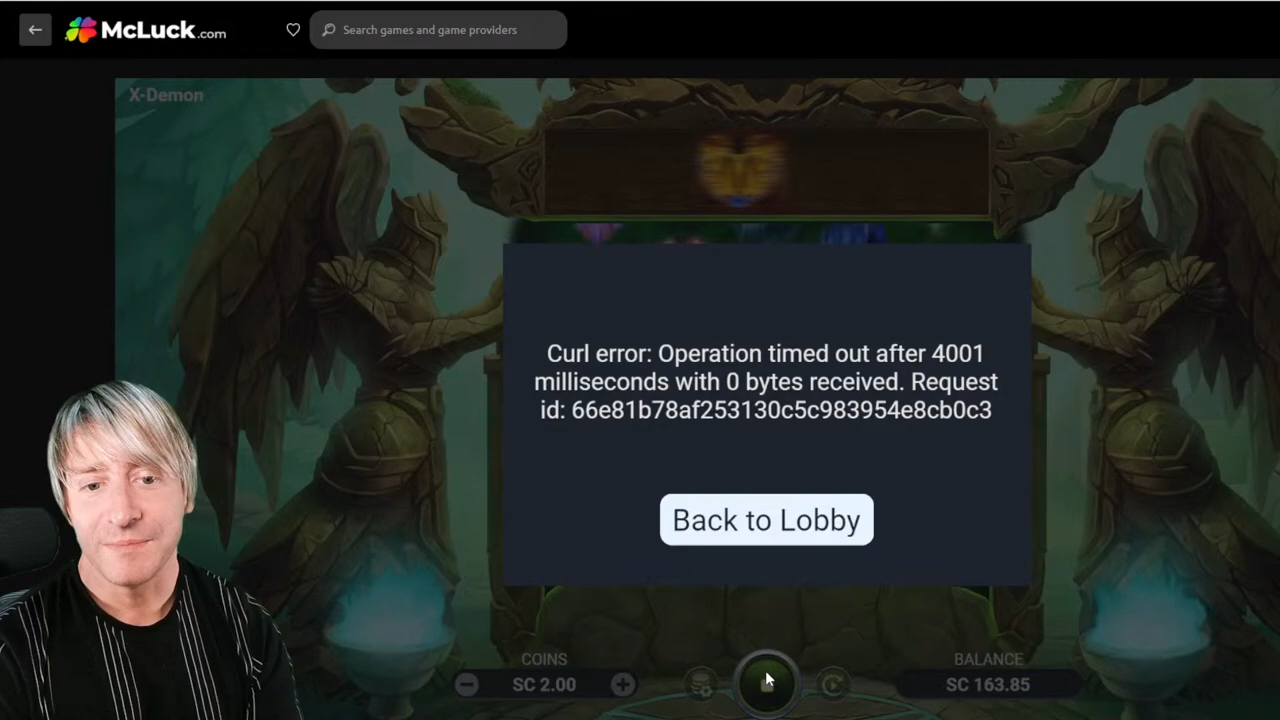 McLuck.com
Search games and game providers
X-Demon
Curl error: Operation timed out after 4001
milliseconds with 0 bytes received. Request
id: 66e81b78af253130c5c983954e8cb0c3
Back to Lobby
COINS
SC 2.00
BALANCE
SC 163.85